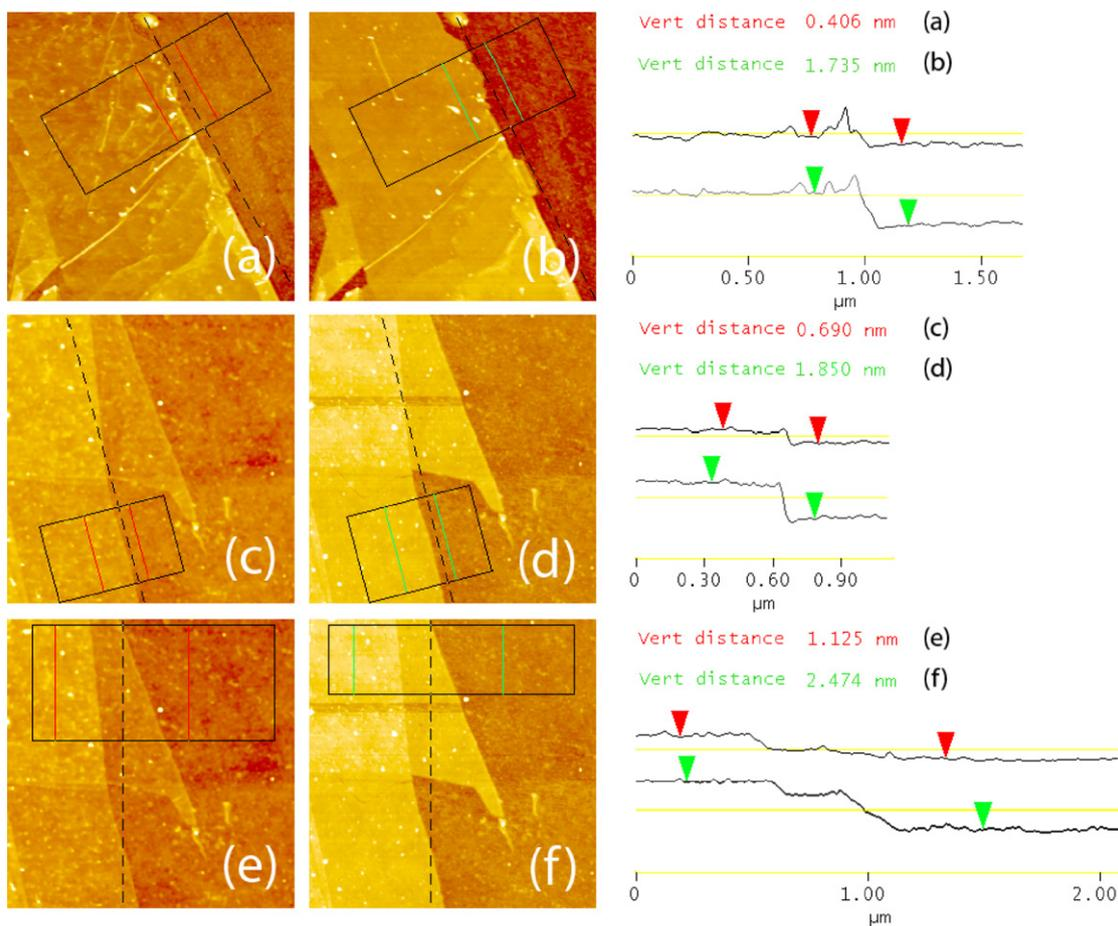 Vert distance 0.406 nm (a)
Vert distance 1.735 nm (b)
(a)
(b)
0 0.50 1.00 1.50
µm
Vert distance 0.690 nm (c)
Vert distance 1.850 nm (d)
(c)
(d)
0 0.30 0.60 0.90
µm
Vert distance 1.125 nm (e)
Vert distance 2.474 nm (f)
(e)
(f)
0 1.00 2.00
µm